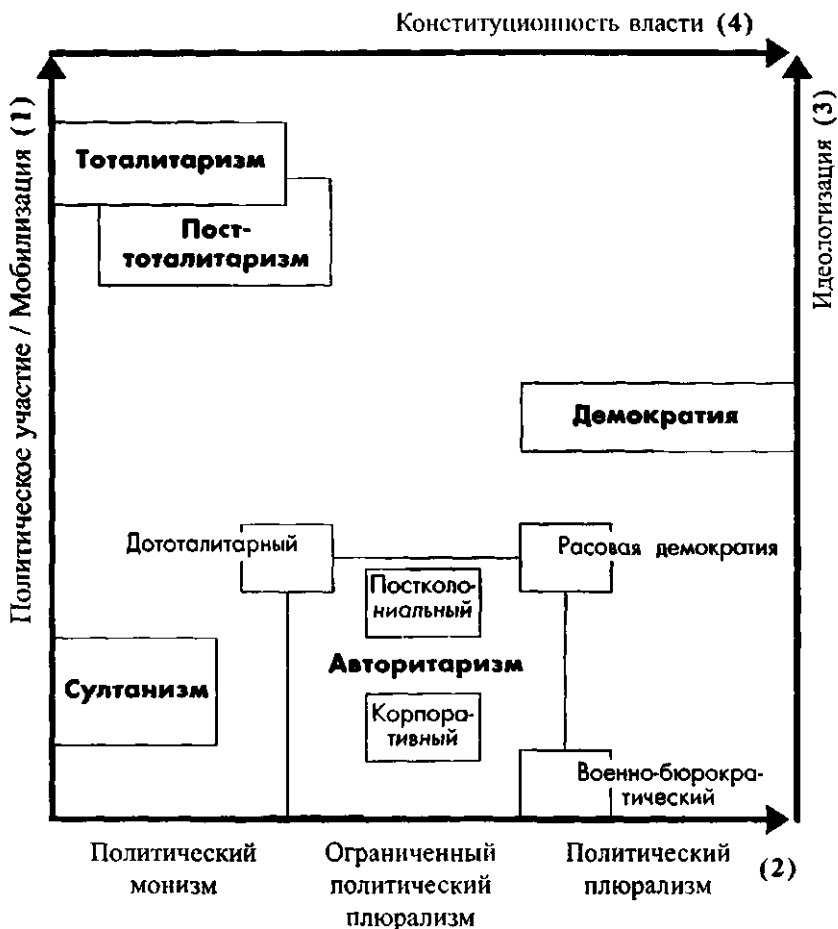 Конституционность власти (4)
Политическое участие / Мобилизация (1)
Идеологизация (3)
Тоталитаризм
Пост-
тоталитаризм
Демократия
Дототалитарный
Расовая демократия
Постколо-
ниальный
Авторитаризм
Султанизм
Корпора-
тивный
Военно-бюрокра-
тический
Политический
монизм
Ограниченный
политический
плюрализм
Политический
плюрализм
(2)